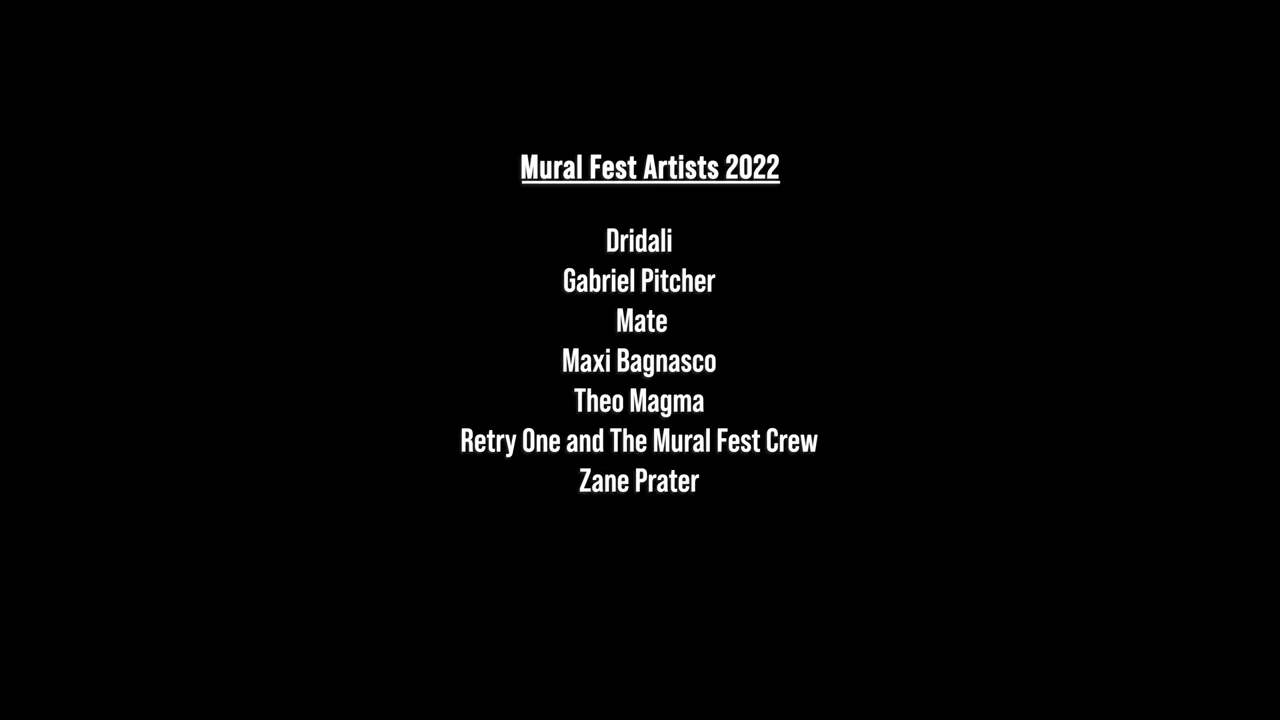 Mural Fest Artists 2022
Dridali
Gabriel Pitcher
Mate
Maxi Bagnasco
Theo Magma
Retry One and The Mural Fest Crew
Zane Prater